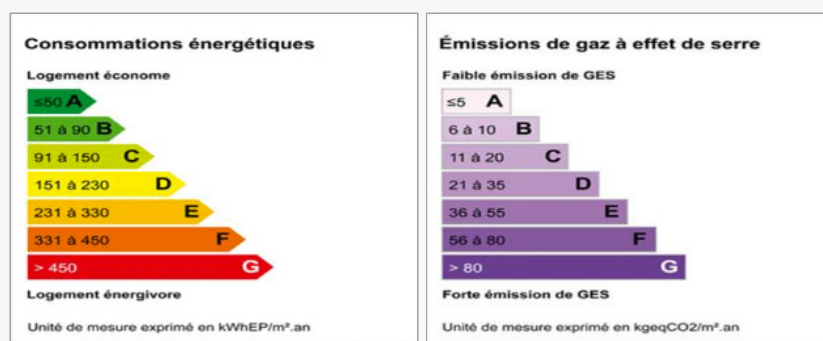 Consommations énergétiques
Logement économe
≤50 A
51 à 90 B
91 à 150 C
151 à 230 D
231 à 330 E
331 à 450 F
> 450 G
Logement énergivore
Unité de mesure exprimé en kWhEP/m².an
Émissions de gaz à effet de serre
Faible émission de GES
≤5 A
6 à 10 B
11 à 20 C
21 à 35 D
36 à 55 E
56 à 80 F
> 80 G
Forte émission de GES
Unité de mesure exprimé en kgeqCO2/m².an